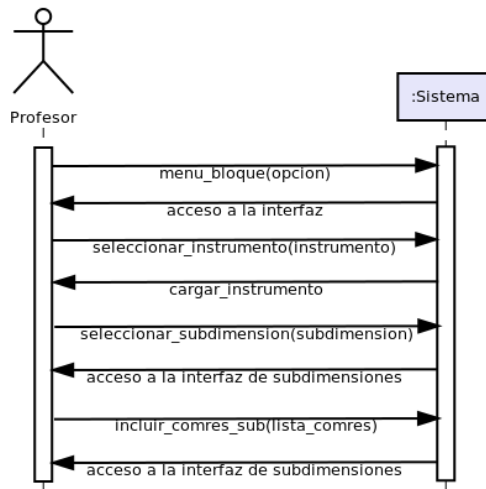 Profesor
:Sistema
menu_bloque(opcion)
acceso a la interfaz
seleccionar_instrumento(instrumento)
cargar_instrumento
seleccionar_subdimension(subdimension)
acceso a la interfaz de subdimensiones
incluir_comres_sub(lista_comres)
acceso a la interfaz de subdimensiones